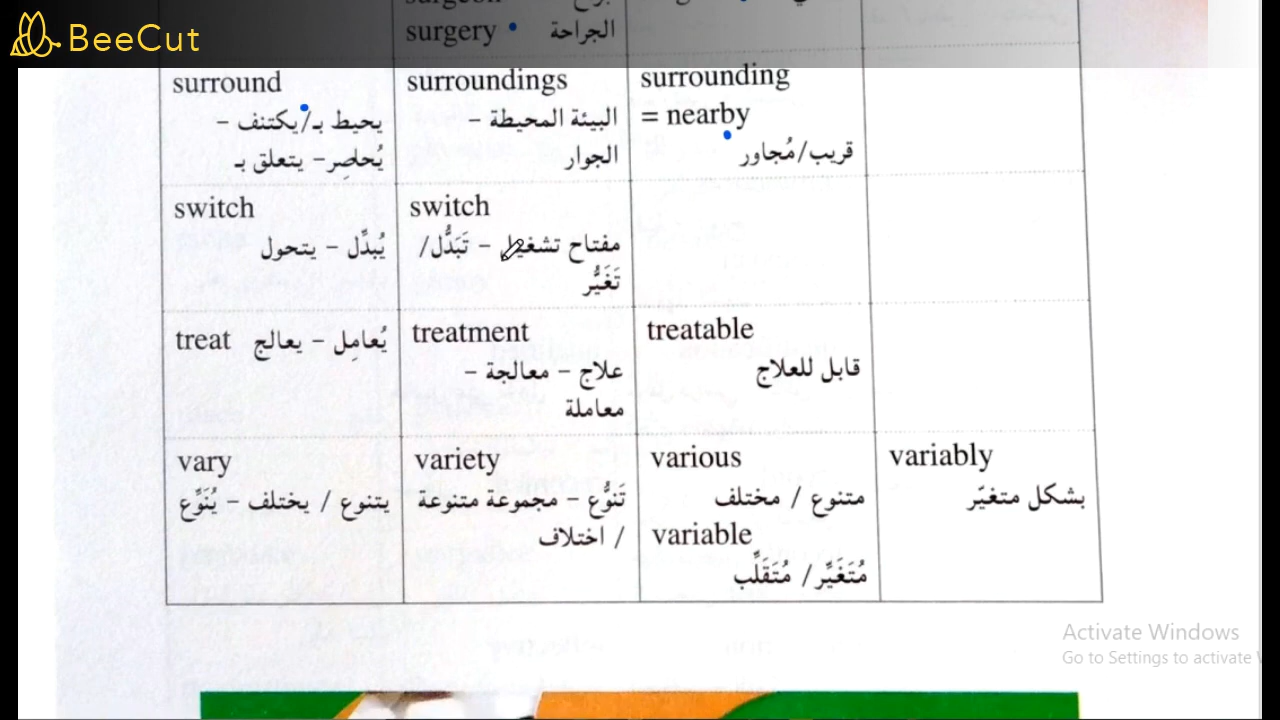 BeeCut
surgery الجراحة
surround
يحيط بـ/يكتنف –
يُحاصِر– يتعلق بـ
surroundings
البيئة المحيطة –
الجوار
surrounding
= nearby
قريب/مُجاور
switch
يُبدِّل – يتحول
switch
مفتاح تشغيل – تَبَدُّل/
تَغَيُّر
treat يُعامِل – يعالج
treatment
علاج – معالجة –
معاملة
treatable
قابل للعلاج
vary
يتنوع / يختلف – يُنَوِّع
variety
تَنوُّع – مجموعة متنوعة
/ اختلاف
various
متنوع / مختلف
variable
مُتَغَيِّر/ مُتَقَلِّب
variably
بشكل متغيّر
Activate Windows
Go to Settings to activate